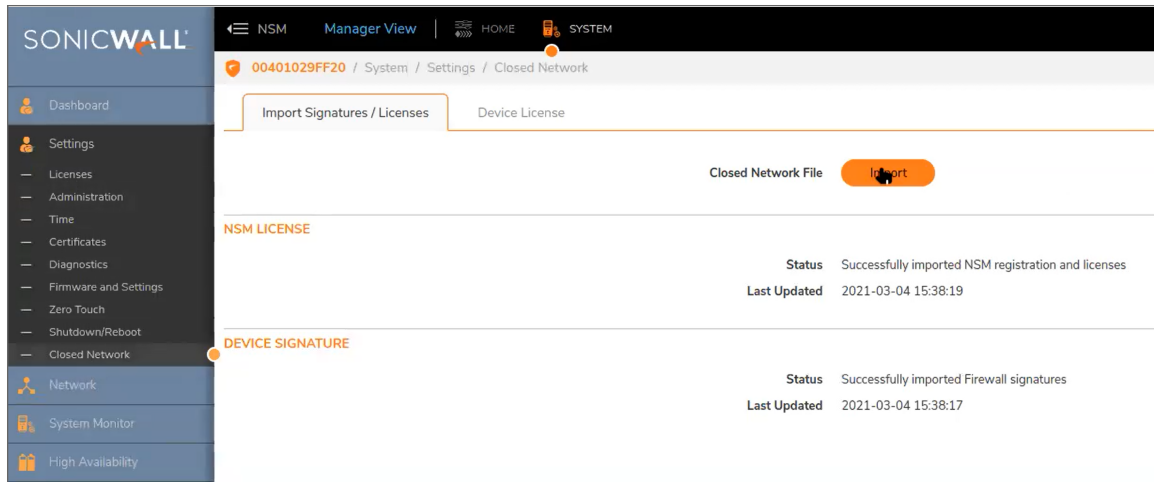 SONICWALL
NSM Manager View HOME SYSTEM
00401029FF20 / System / Settings / Closed Network
Dashboard
Settings
Licenses
Administration
Time
Certificates
Diagnostics
Firmware and Settings
Zero Touch
Shutdown/Reboot
Closed Network
Network
System Monitor
High Availability
Import Signatures / Licenses Device License
Closed Network File Import
NSM LICENSE
Status Successfully imported NSM registration and licenses
Last Updated 2021-03-04 15:38:19
DEVICE SIGNATURE
Status Successfully imported Firewall signatures
Last Updated 2021-03-04 15:38:17